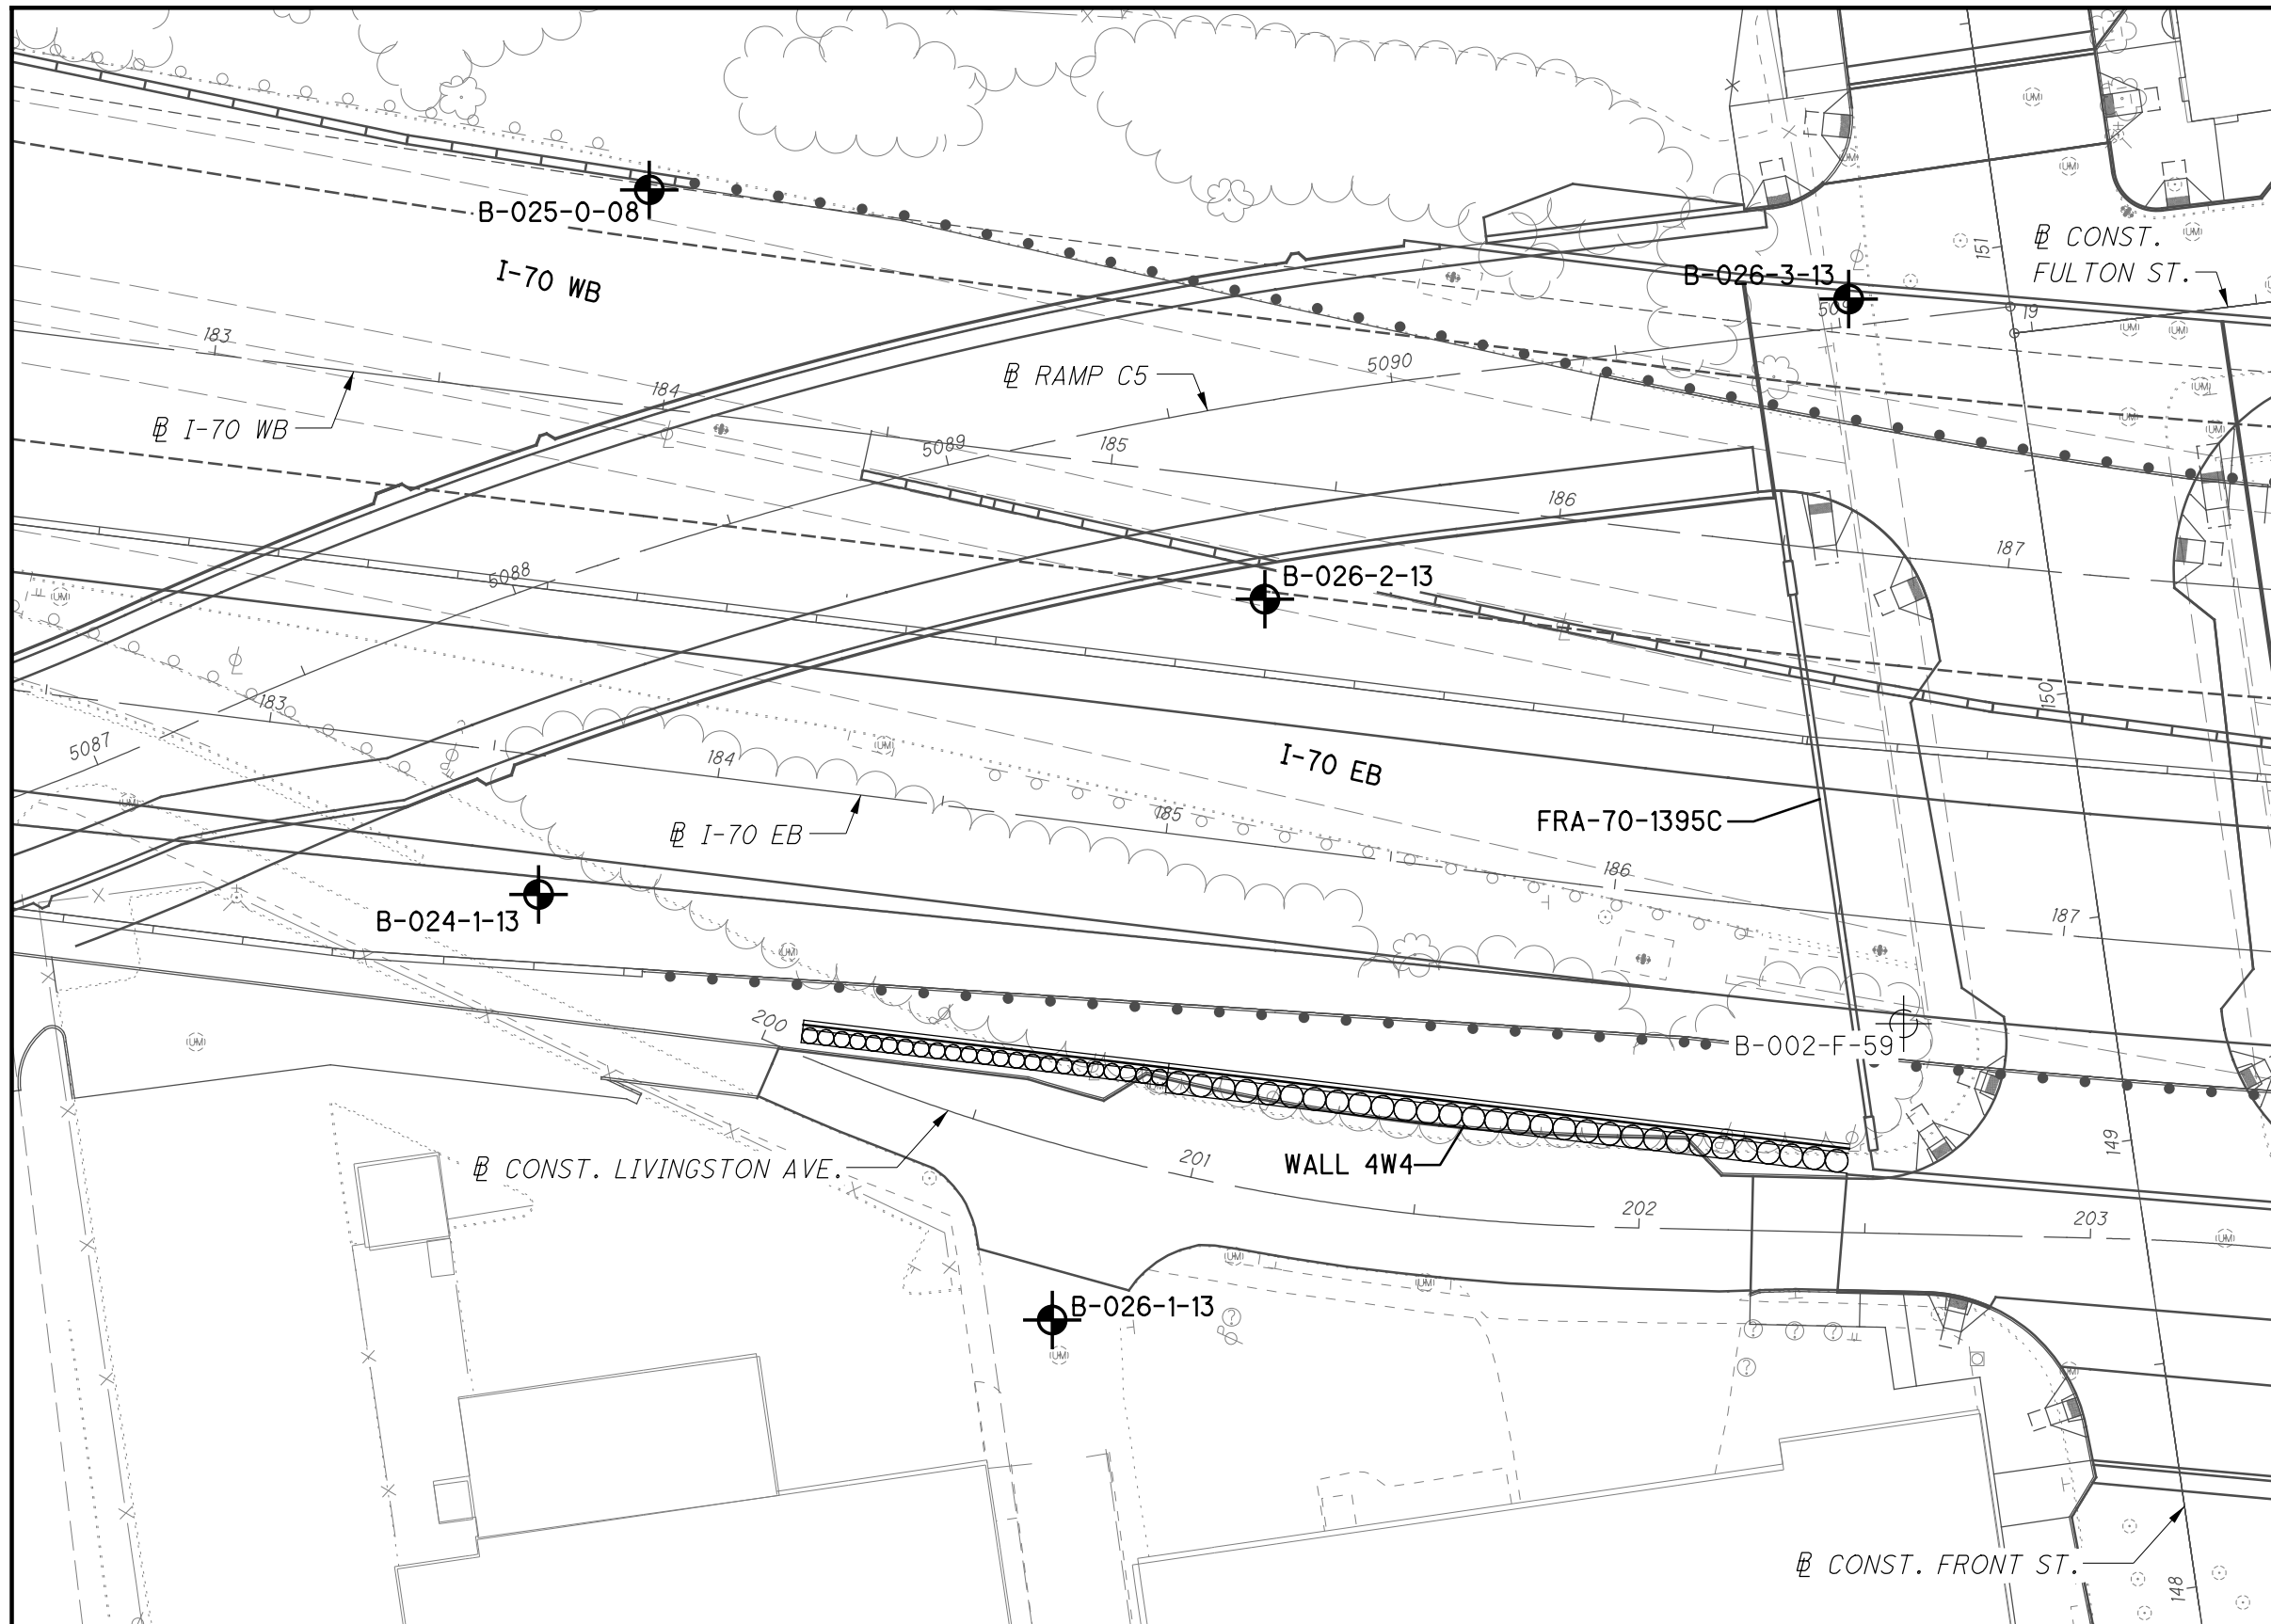 B-025-0-08
I-70 WB
151
℔ CONST.
FULTON ST.
B-026-3-13
19
183
℄ I-70 WB
184
℄ RAMP C5
5090
5089
185
186
187
5088
B-026-2-13
150
183
5087
184
I-70 EB
℄ I-70 EB
185
FRA-70-1395C
186
187
B-024-1-13
200
B-002-F-59
149
℄ CONST. LIVINGSTON AVE.
201
WALL 4W4
202
203
B-026-1-13
℄ CONST. FRONT ST.
148